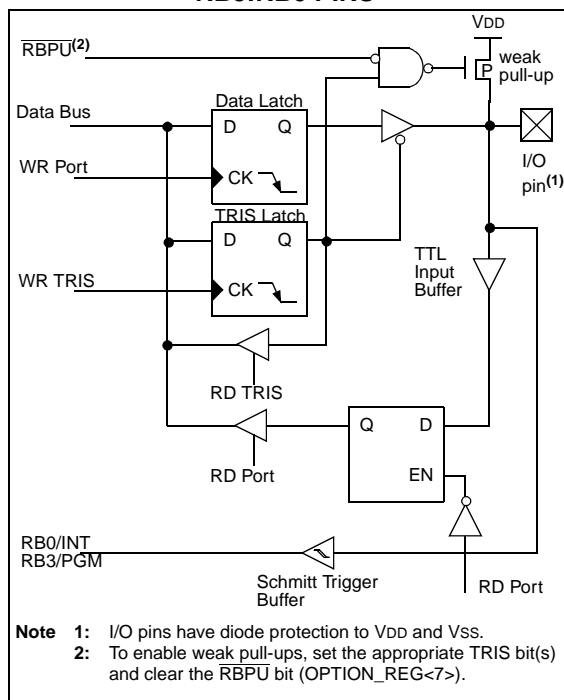 VDD
RBPU(2)
weak
pull-up
P
Data Latch
Data Bus
D
Q
WR Port
CK
I/O
pin(1)
TRIS Latch
D
Q
TTL
Input
Buffer
WR TRIS
CK
RD TRIS
Q
D
RD Port
EN
RB0/INT
RB3/PGM
Schmitt Trigger
Buffer
RD Port
Note 1: I/O pins have diode protection to VDD and VSS.
2: To enable weak pull-ups, set the appropriate TRIS bit(s)
and clear the RBPU bit (OPTION_REG<7>).